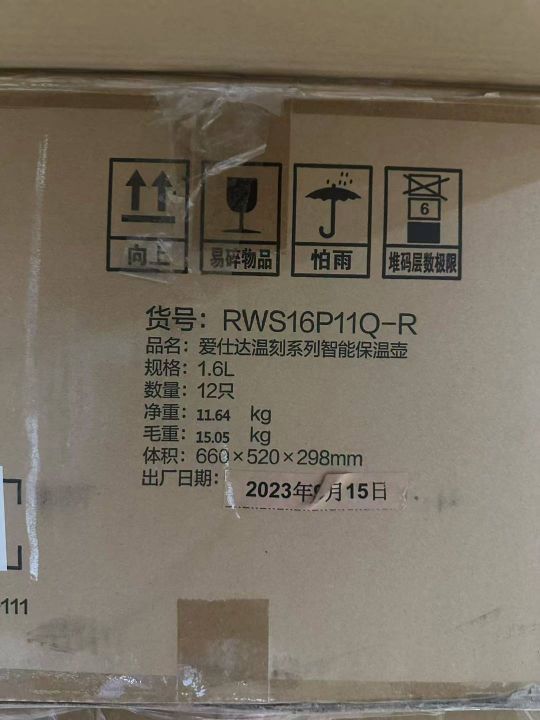 6
向上
易碎物品
怕雨
堆码层数极限
货号：RWS16P11Q-R
品名：爱仕达温刻系列智能保温壶
规格：1.6L
数量：12只
净重：11.64 kg
毛重：15.05 kg
体积：660×520×298mm
出厂日期：2023年9月15日
111